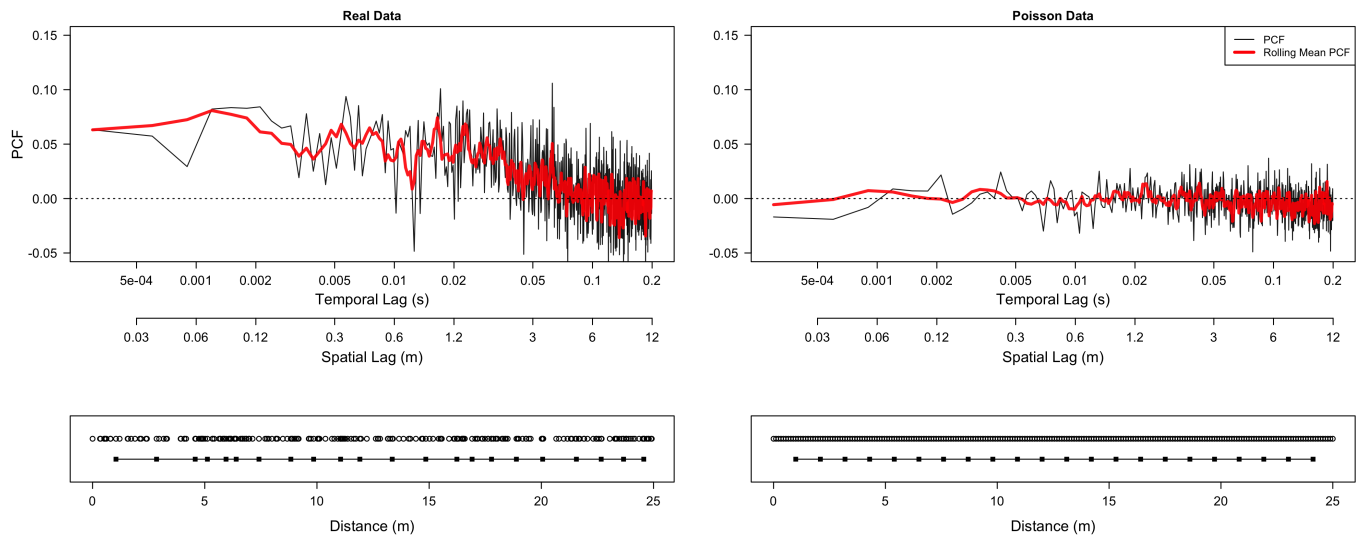 Real Data
PCF
0.15
0.10
0.05
0.00
-0.05
5e-04 0.001 0.002 0.005 0.01 0.02 0.05 0.1 0.2
Temporal Lag (s)
0.03 0.06 0.12 0.3 0.6 1.2 3 6 12
Spatial Lag (m)
0 5 10 15 20 25
Distance (m)
Poisson Data
PCF
Rolling Mean PCF
0.15
0.10
0.05
0.00
-0.05
5e-04 0.001 0.002 0.005 0.01 0.02 0.05 0.1 0.2
Temporal Lag (s)
0.03 0.06 0.12 0.3 0.6 1.2 3 6 12
Spatial Lag (m)
0 5 10 15 20 25
Distance (m)